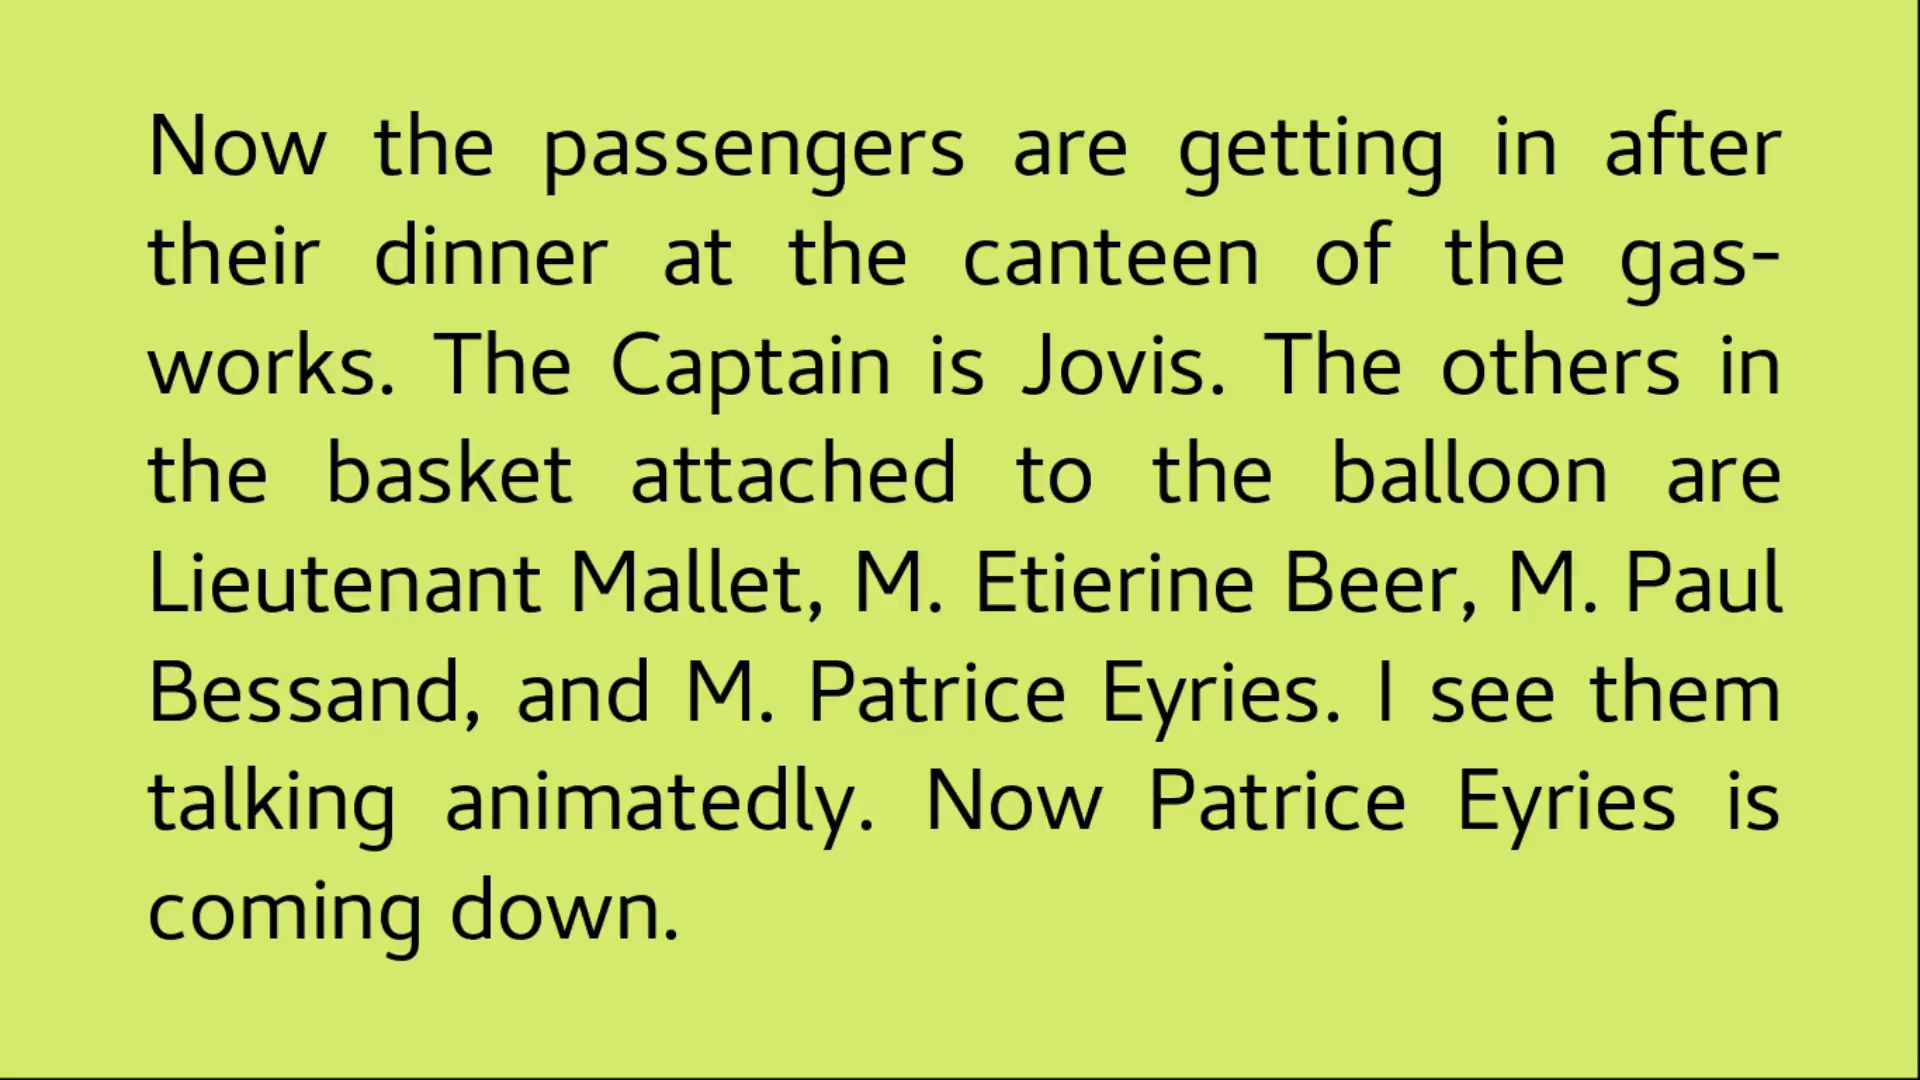 Now the passengers are getting in after
their dinner at the canteen of the gas-
works. The Captain is Jovis. The others in
the basket attached to the balloon are
Lieutenant Mallet, M. Etierine Beer, M. Paul
Bessand, and M. Patrice Eyries. I see them
talking animatedly. Now Patrice Eyries is
coming down.